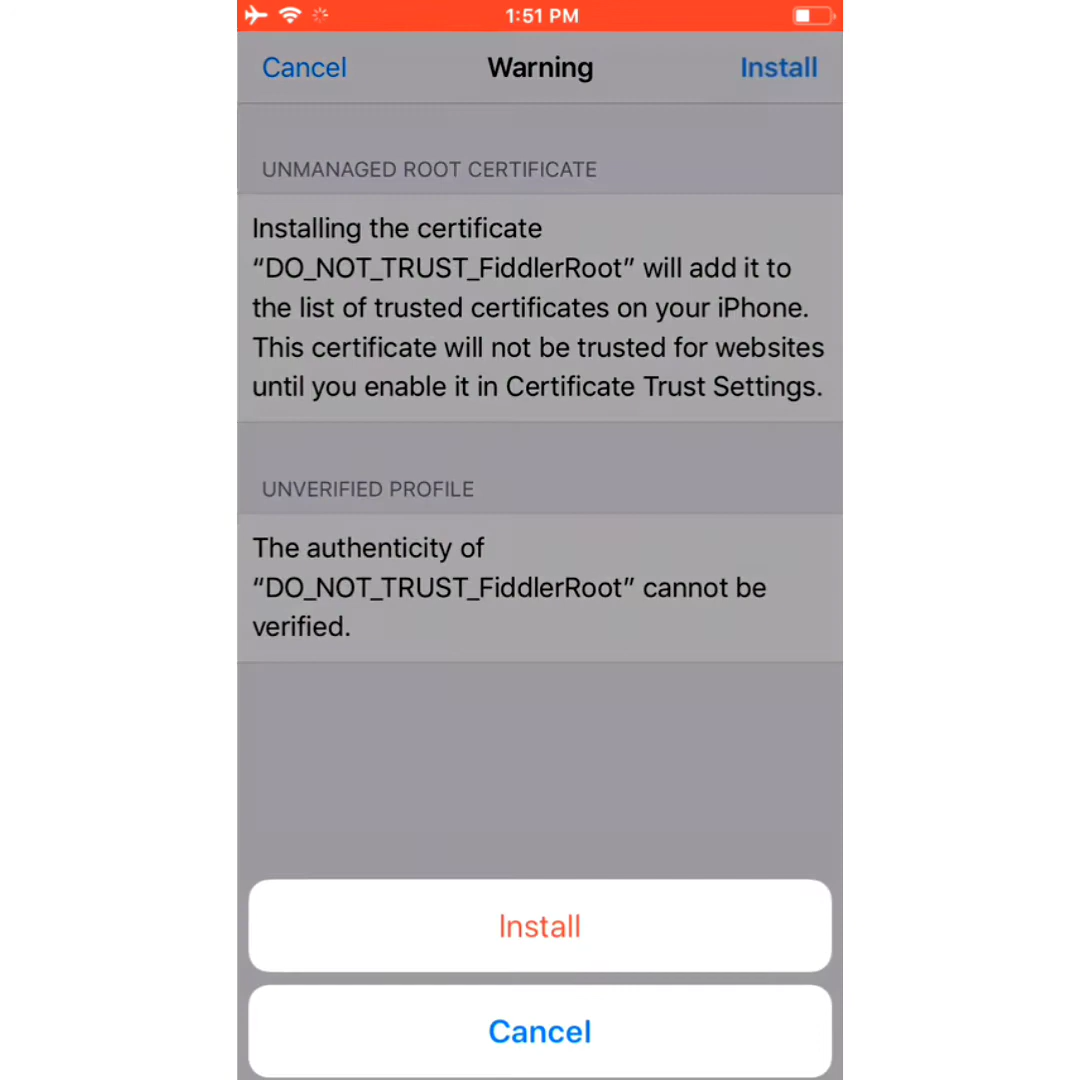 1:51 PM
Cancel Warning Install
UNMANAGED ROOT CERTIFICATE
Installing the certificate
“DO_NOT_TRUST_FiddlerRoot” will add it to
the list of trusted certificates on your iPhone.
This certificate will not be trusted for websites
until you enable it in Certificate Trust Settings.
UNVERIFIED PROFILE
The authenticity of
“DO_NOT_TRUST_FiddlerRoot” cannot be
verified.
Install
Cancel